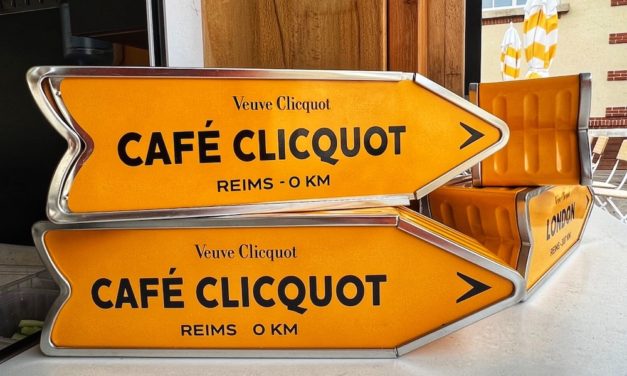 Veuve Clicquot
CAFÉ CLICQUOT
REIMS - 0 KM
Veuve Clicquot
CAFÉ CLICQUOT
REIMS 0 KM
LONDON